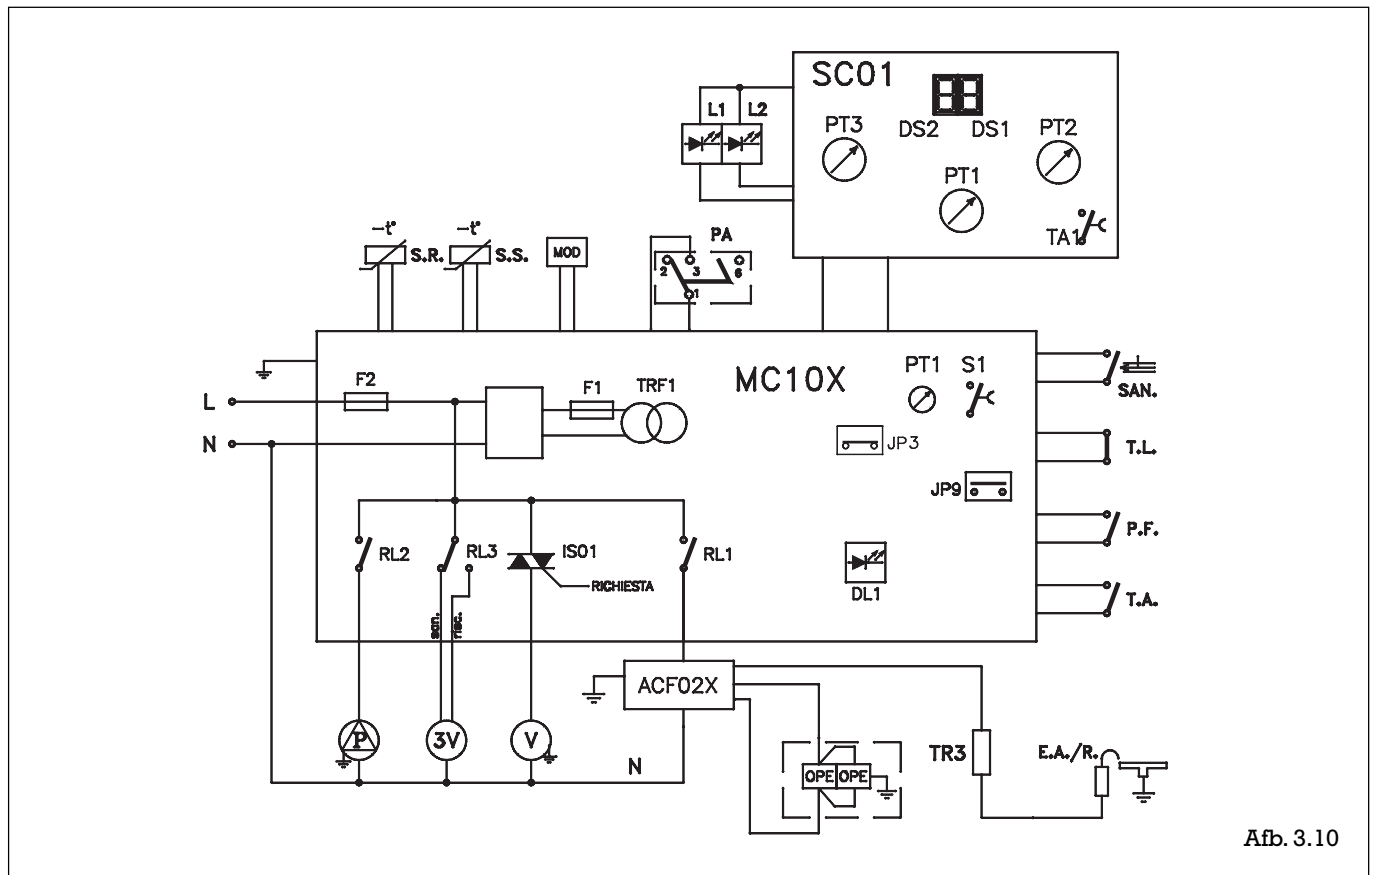 SC01
L1 L2
PT3
DS2 DS1
PT2
PT1
TA1
-t°
S.R.
-t°
S.S.
MOD
PA
2 3 6
1
MC10X
PT1 S1
F2
F1 TRF1
L
N
JP3
JP9
SAN.
T.L.
P.F.
T.A.
RL2
RL3
IS01
RICHIESTA
RL1
DL1
san.
risc.
ACF02X
P
3V
V
N
OPE OPE
TR3
E.A./R.
Afb. 3.10